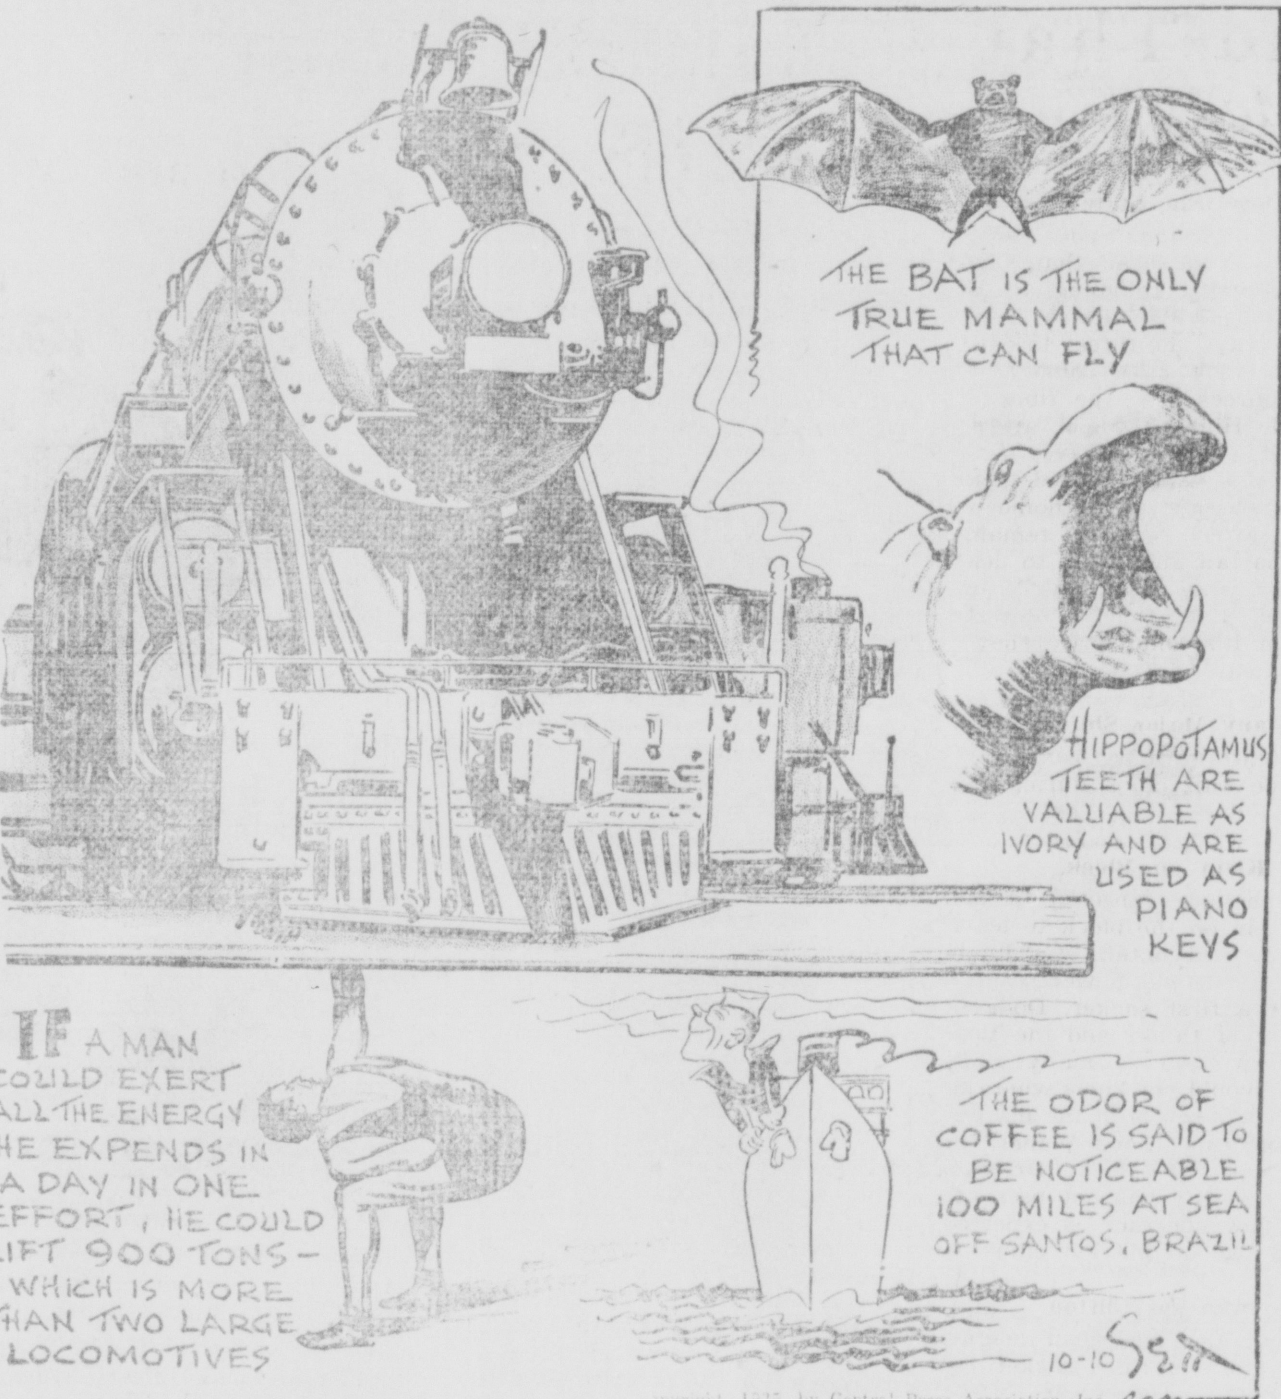 THE BAT IS THE ONLY
TRUE MAMMAL
THAT CAN FLY
HIPPOPOTAMUS
TEETH ARE
VALUABLE AS
IVORY AND ARE
USED AS
PIANO
KEYS
IF A MAN
COULD EXERT
ALL THE ENERGY
HE EXPENDS IN
A DAY IN ONE
EFFORT, HE COULD
LIFT 900 TONS—
WHICH IS MORE
THAN TWO LARGE
LOCOMOTIVES
THE ODOR OF
COFFEE IS SAID TO
BE NOTICEABLE
100 MILES AT SEA
OFF SANTOS, BRAZIL
10-10